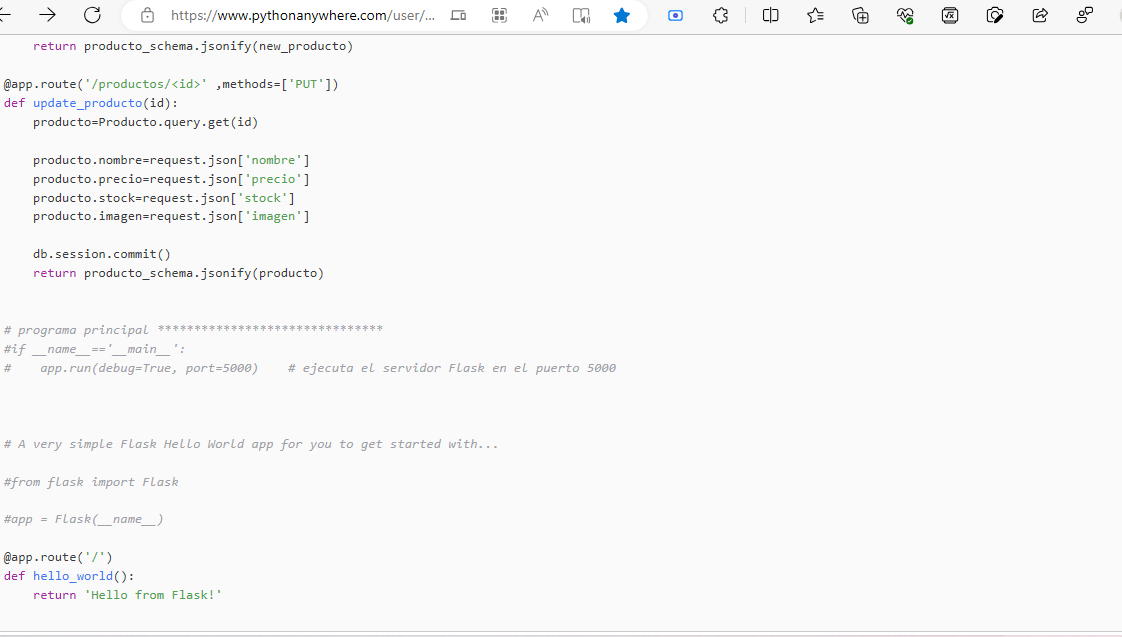 https://www.pythonanywhere.com/user/...
    return producto_schema.jsonify(new_producto)

@app.route('/productos/<id>' ,methods=['PUT'])
def update_producto(id):
    producto=Producto.query.get(id)

    producto.nombre=request.json['nombre']
    producto.precio=request.json['precio']
    producto.stock=request.json['stock']
    producto.imagen=request.json['imagen']

    db.session.commit()
    return producto_schema.jsonify(producto)


# programa principal *******************************
#if __name__=='__main__':
#    app.run(debug=True, port=5000)    # ejecuta el servidor Flask en el puerto 5000



# A very simple Flask Hello World app for you to get started with...

#from flask import Flask

#app = Flask(__name__)

@app.route('/')
def hello_world():
    return 'Hello from Flask!'